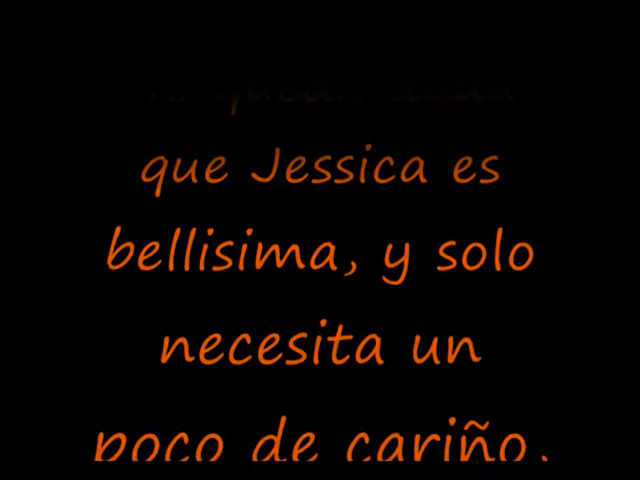 que Jessica es
bellisima, y solo
necesita un
poco de cariño.